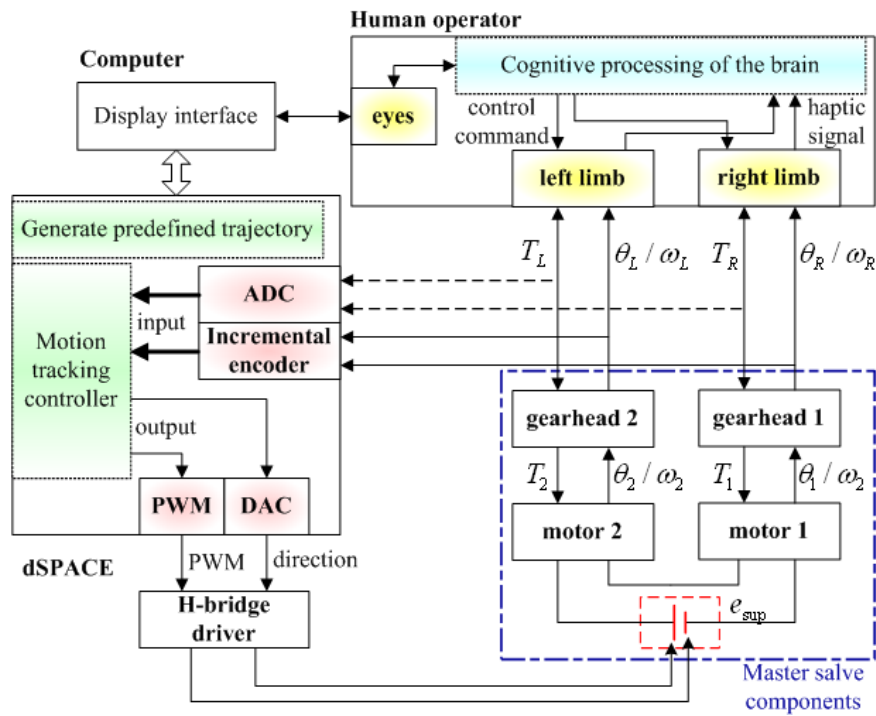 Human operator
Computer
Cognitive processing of the brain
Display interface
eyes
control
command
haptic
signal
left limb
right limb
Generate predefined trajectory
T_L
θ_L / ω_L
T_R
θ_R / ω_R
ADC
input
Incremental
encoder
Motion
tracking
controller
output
gearhead 2
gearhead 1
T_2
θ_2 / ω_2
T_1
θ_1 / ω_2
PWM
DAC
motor 2
motor 1
dSPACE
PWM
direction
H-bridge
driver
e_sup
Master salve
components